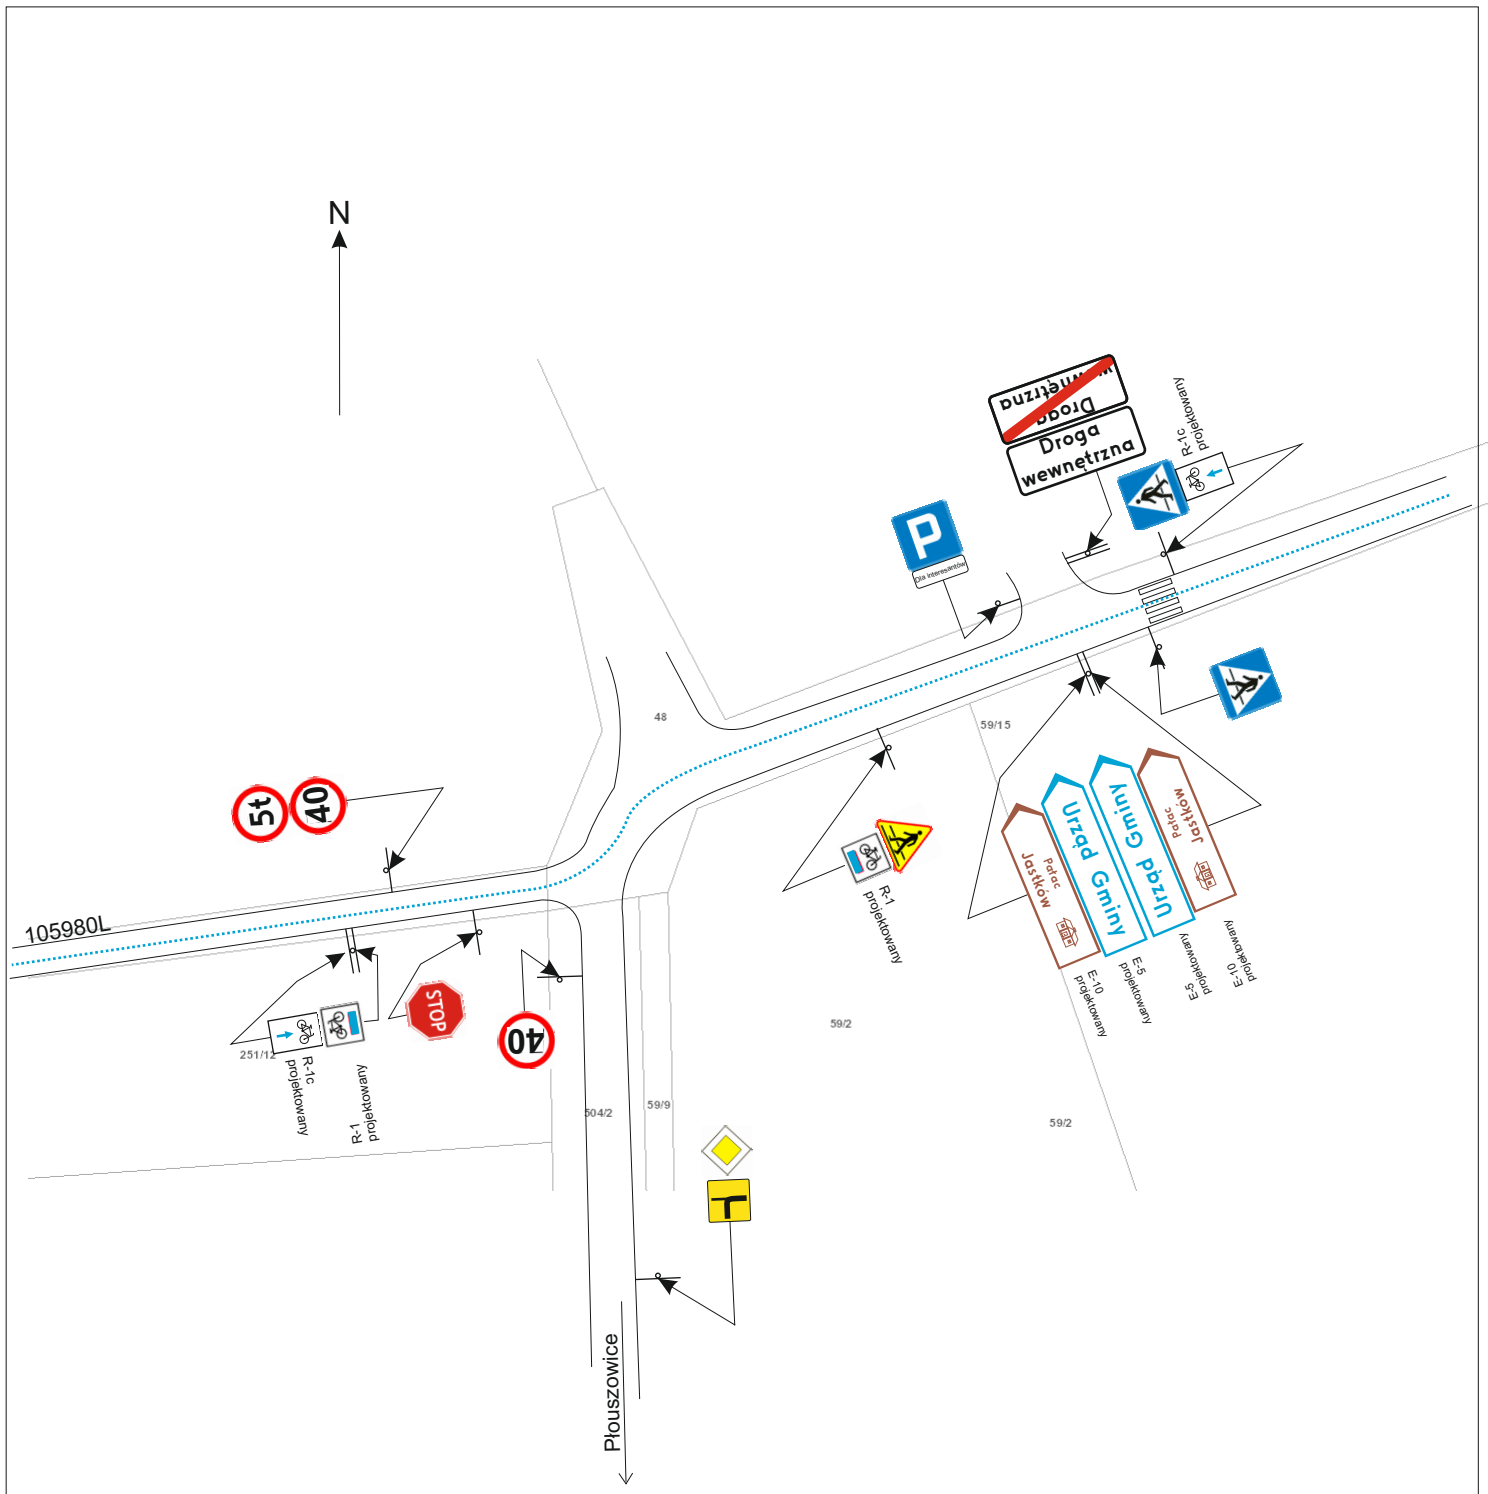 N
wewnętrzna
Droga
Droga
wewnętrzna
R-1c
projektowany
P
Dla interesantów
48
59/15
5t
40
105980L
R-1
projektowany
Pałac
Jastków
Urząd Gminy
Urząd Gminy
Pałac
Jastków
E-10
projektowany
E-5
projektowany
E-5
projektowany
E-10
projektowany
STOP
40
251/12
R-1c
projektowany
R-1
projektowany
59/2
504/2
59/9
59/2
Płouszowice